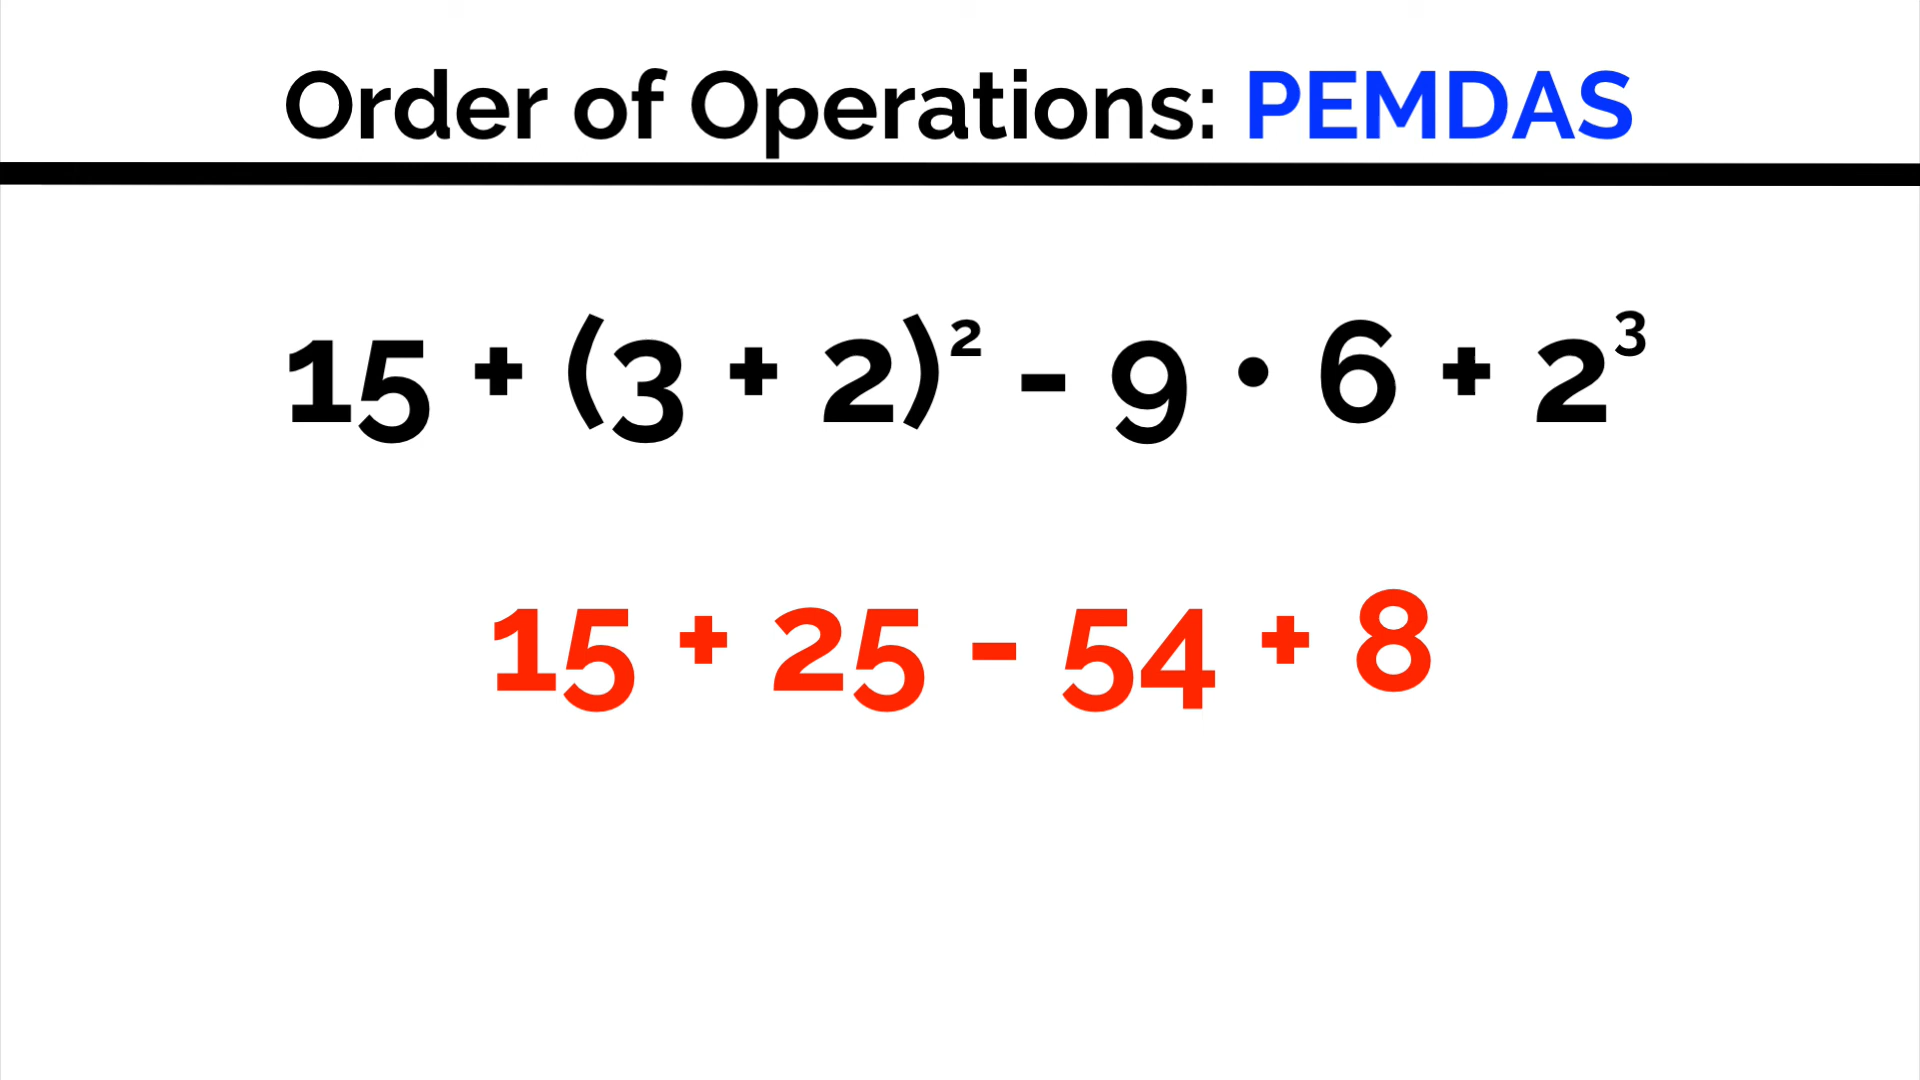 Order of Operations: PEMDAS
15 + (3 + 2)² - 9 • 6 + 2³
15 + 25 - 54 + 8